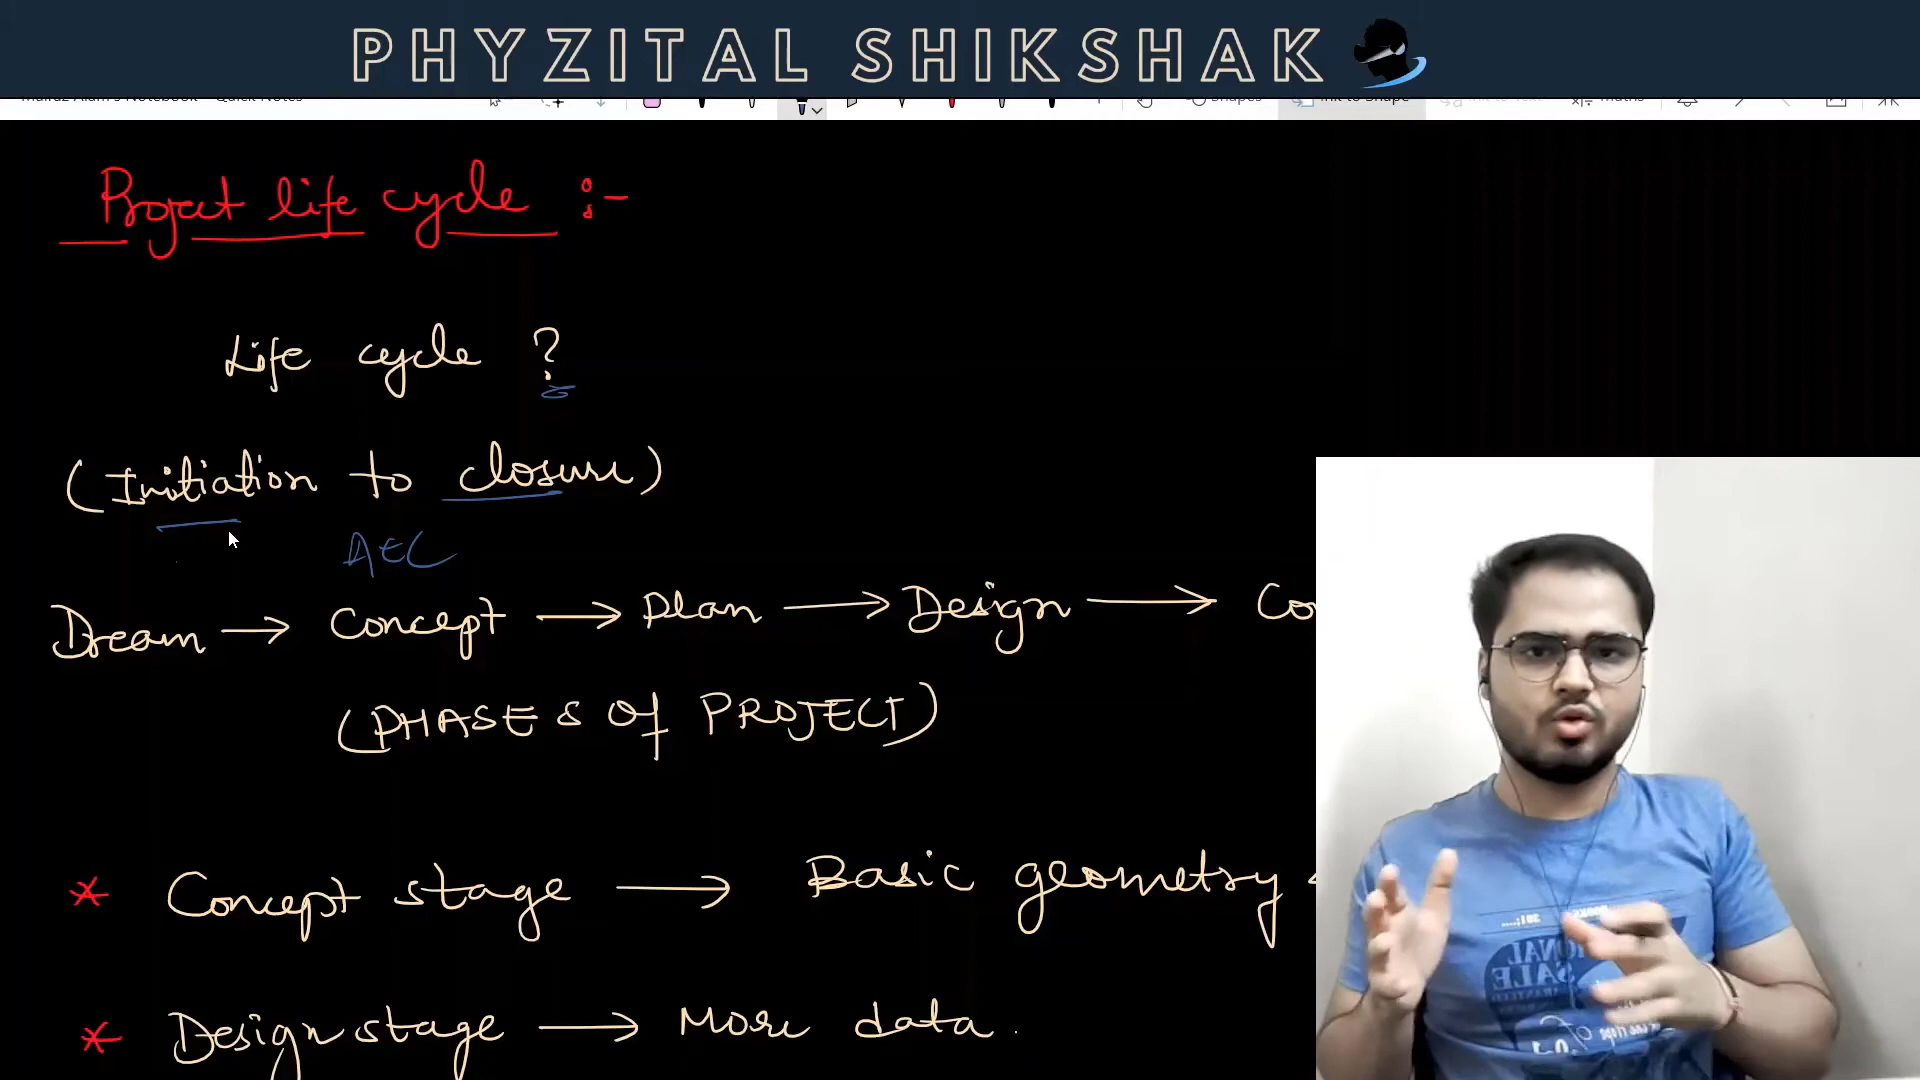 PHYZITAL SHIKSHAK
Project life cycle :-
Life cycle ?
(Initiation to closure)
AEC
Dream → Concept → Plan → Design → Co
(PHASES Of PROJECT)
* Concept stage → Basic geometry
* Design stage → More data.